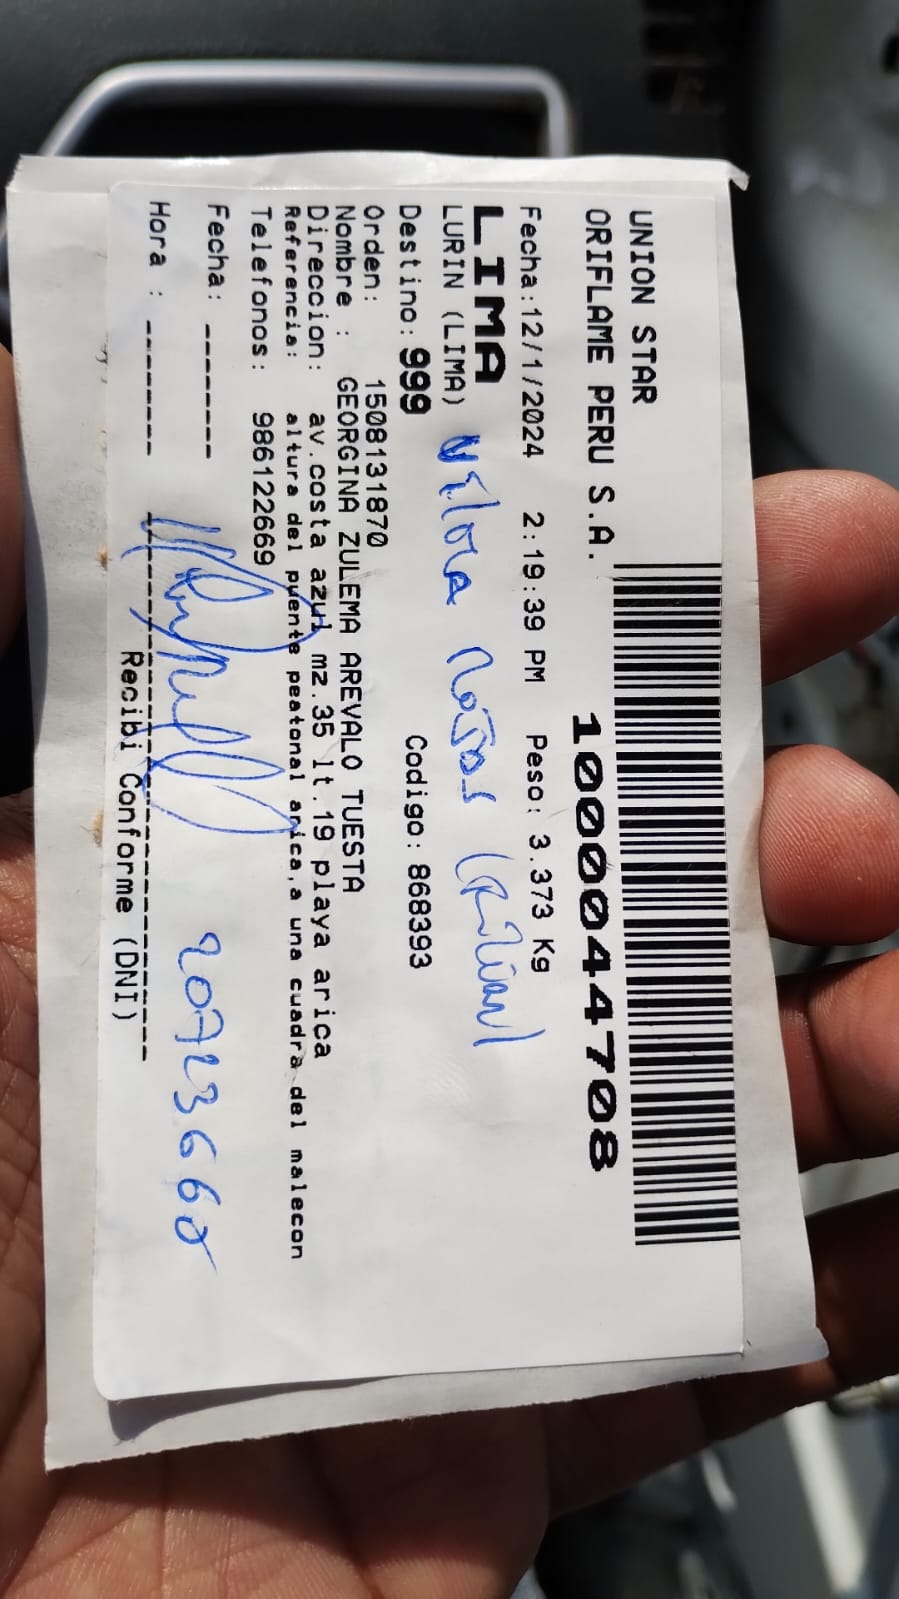 UNION STAR
ORIFLAME PERU S.A.
1000044708
Fecha:12/1/2024 2:19:39 PM Peso: 3.373 Kg
LIMA
LURIN (LIMA)
Destino: 999 Codigo: 868393
Orden: 1508131870
Nombre : GEORGINA ZULEMA AREVALO TUESTA
Direccion: av.costa azul mz.35 lt.19 playa arica
Referencia: altura del puente peatonal arica,a una cuadra del malecon
Telefonos: 986122669
Fecha: -------
Hora : -------
Recibi Conforme (DNI)